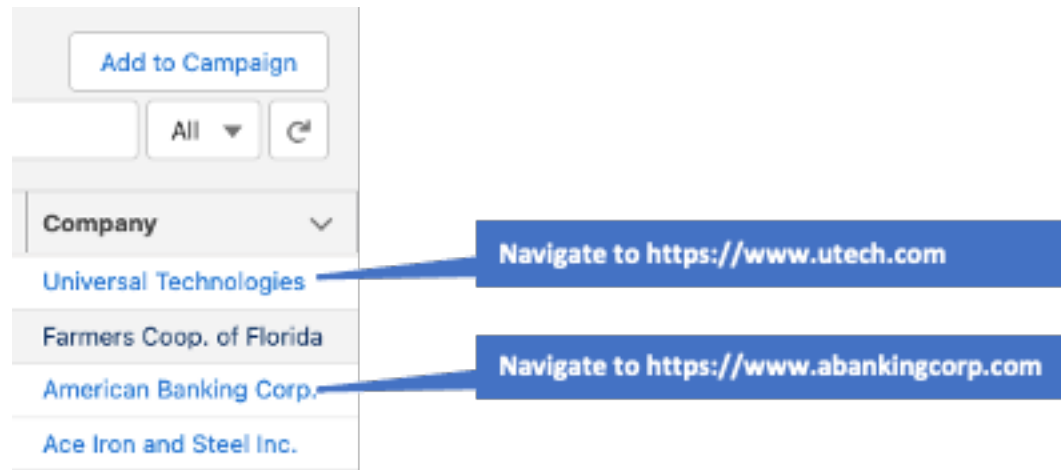 Add to Campaign
All
Company
Universal Technologies
Navigate to https://www.utech.com
Farmers Coop. of Florida
American Banking Corp.
Navigate to https://www.abankingcorp.com
Ace Iron and Steel Inc.